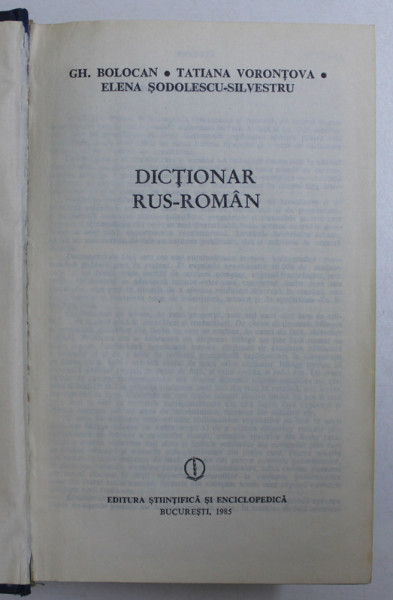 GH. BOLOCAN • TATIANA VORONȚOVA •
ELENA ȘODOLESCU-SILVESTRU
DICȚIONAR
RUS-ROMÂN
EDITURA ȘTIINȚIFICĂ ȘI ENCICLOPEDICĂ
BUCUREȘTI, 1985